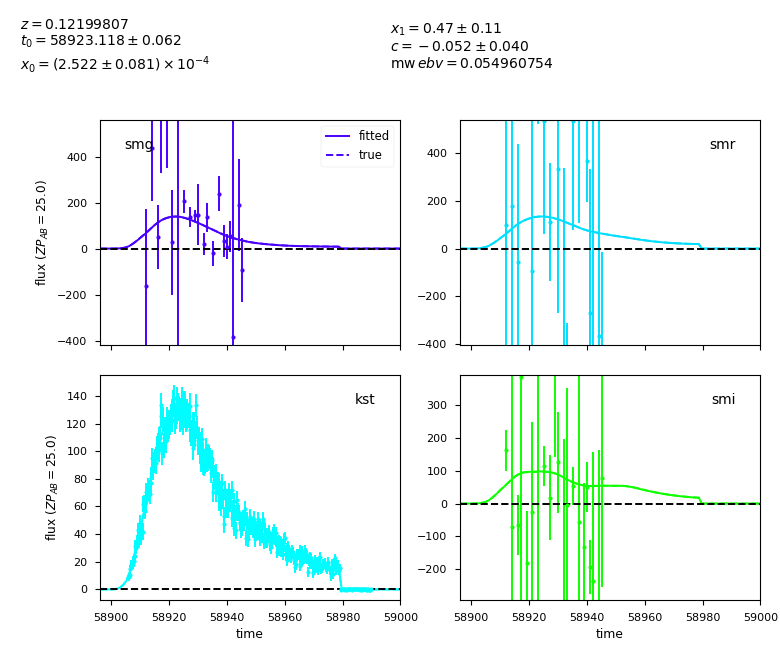 z = 0.12199807
t₀ = 58923.118 ± 0.062
x₀ = (2.522 ± 0.081) × 10⁻⁴
x₁ = 0.47 ± 0.11
c = −0.052 ± 0.040
mw ebv = 0.054960754
smg
fitted
true
flux (ZP_AB = 25.0)
400
200
0
−200
−400
smr
400
200
0
−200
−400
kst
flux (ZP_AB = 25.0)
140
120
100
80
60
40
20
0
58900 58920 58940 58960 58980 59000
time
smi
300
200
100
0
−100
−200
58900 58920 58940 58960 58980 59000
time